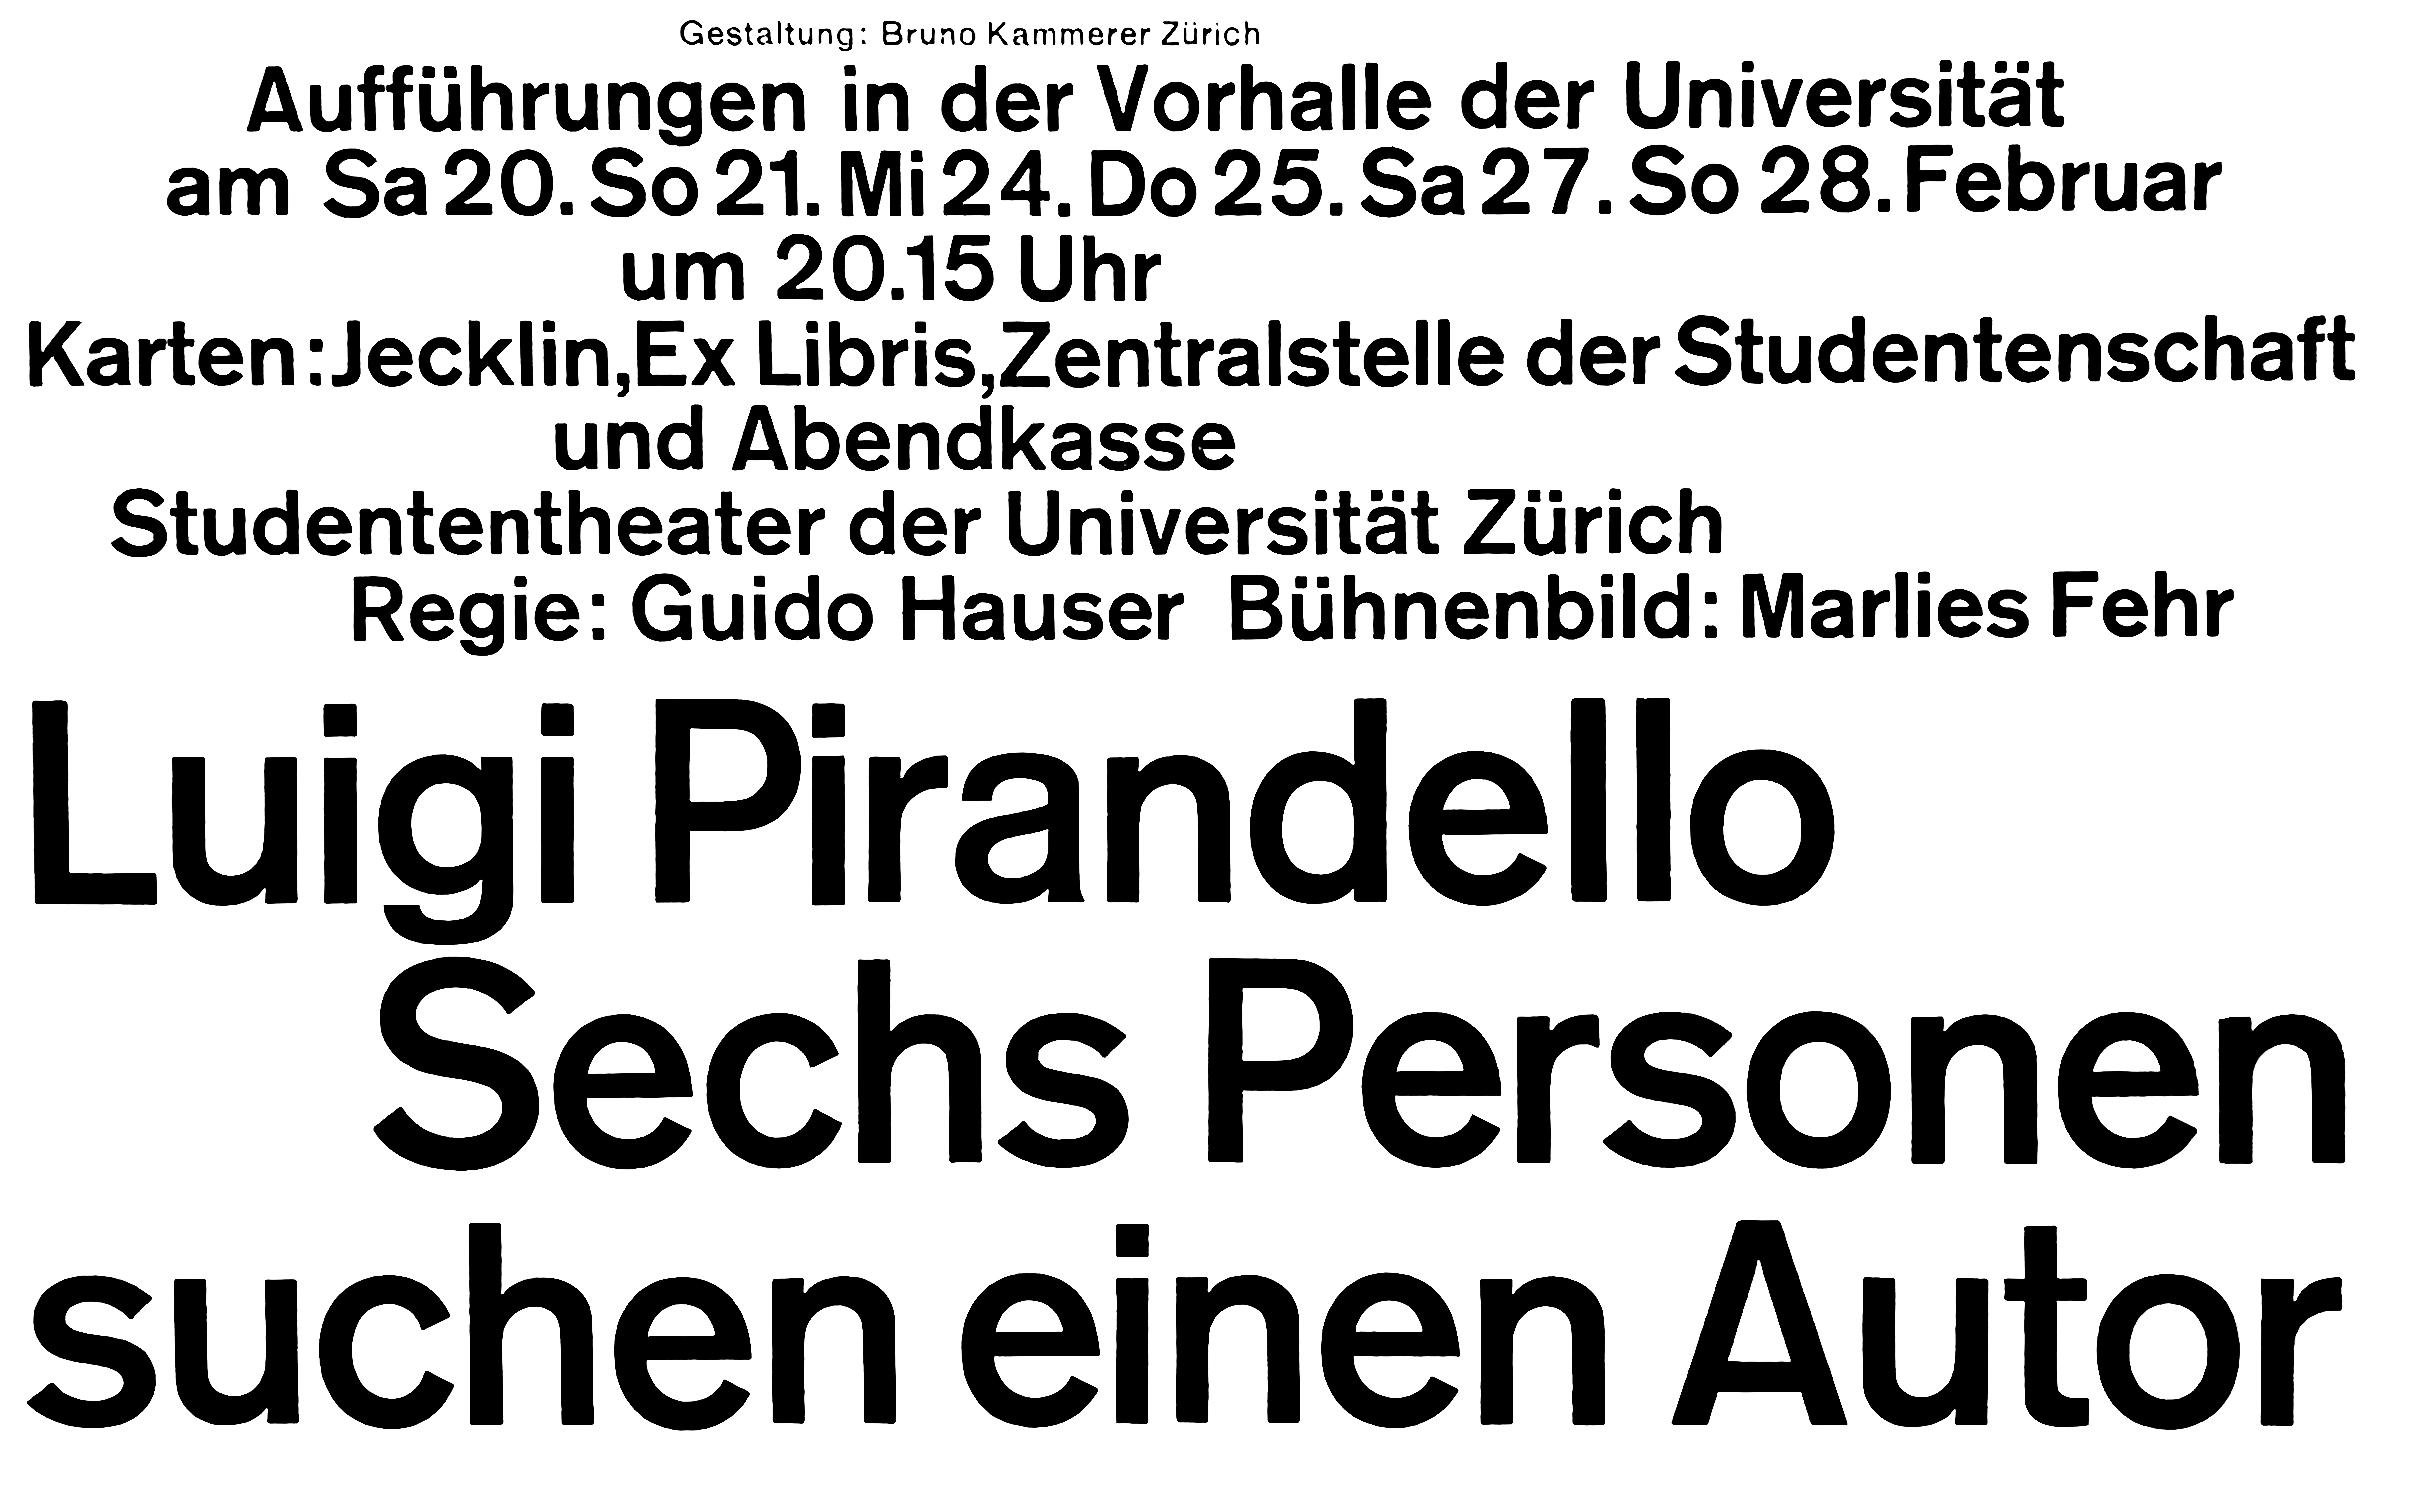 Gestaltung: Bruno Kammerer Zürich
Aufführungen in der Vorhalle der Universität
am Sa 20. So 21. Mi 24. Do 25. Sa 27. So 28. Februar
um 20.15 Uhr
Karten: Jecklin, Ex Libris, Zentralstelle der Studentenschaft
und Abendkasse
Studententheater der Universität Zürich
Regie: Guido Hauser Bühnenbild: Marlies Fehr
Luigi Pirandello
Sechs Personen
suchen einen Autor